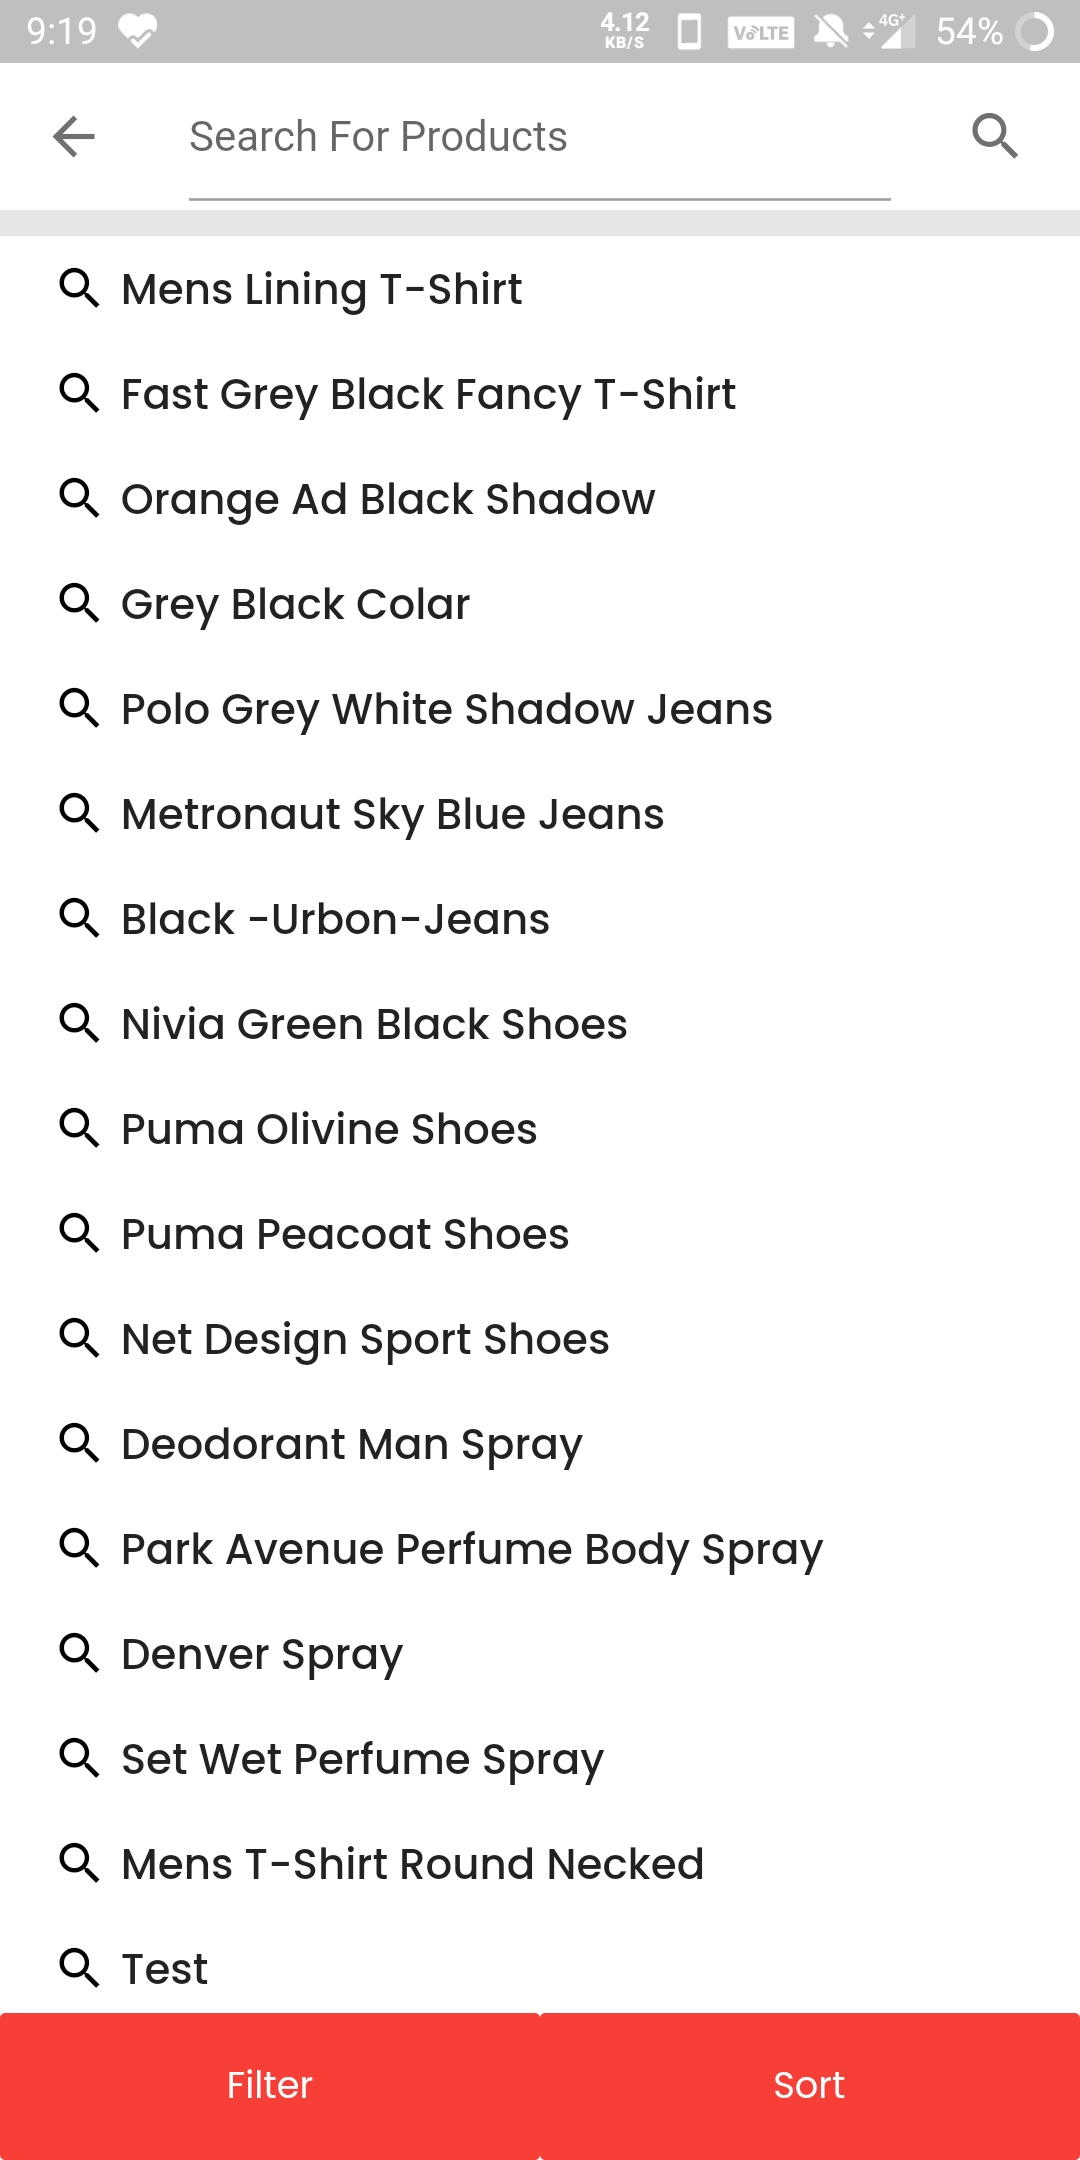 9:19 4.12 KB/S VoLTE 4G+ 54%
Search For Products
Mens Lining T-Shirt
Fast Grey Black Fancy T-Shirt
Orange Ad Black Shadow
Grey Black Colar
Polo Grey White Shadow Jeans
Metronaut Sky Blue Jeans
Black -Urbon-Jeans
Nivia Green Black Shoes
Puma Olivine Shoes
Puma Peacoat Shoes
Net Design Sport Shoes
Deodorant Man Spray
Park Avenue Perfume Body Spray
Denver Spray
Set Wet Perfume Spray
Mens T-Shirt Round Necked
Test
Filter Sort